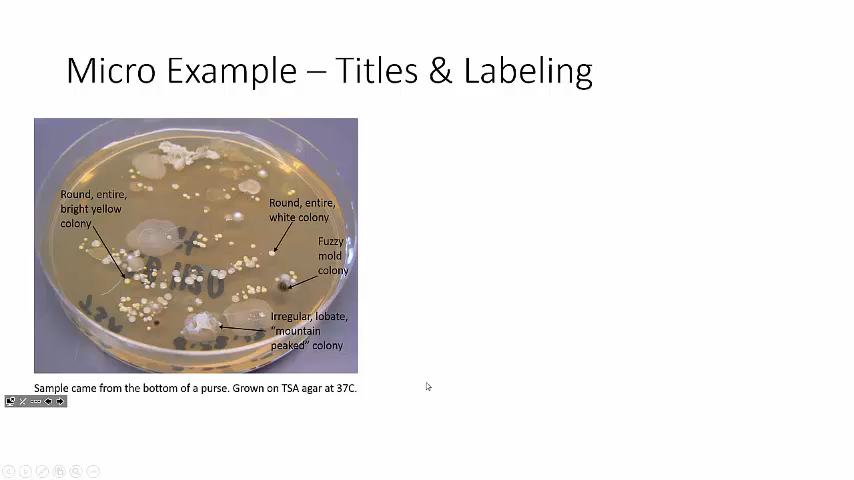 Micro Example – Titles & Labeling
Round, entire,
bright yellow
colony
Round, entire,
white colony
Fuzzy
mold
colony
Irregular, lobate,
"mountain
peaked" colony
Sample came from the bottom of a purse. Grown on TSA agar at 37C.